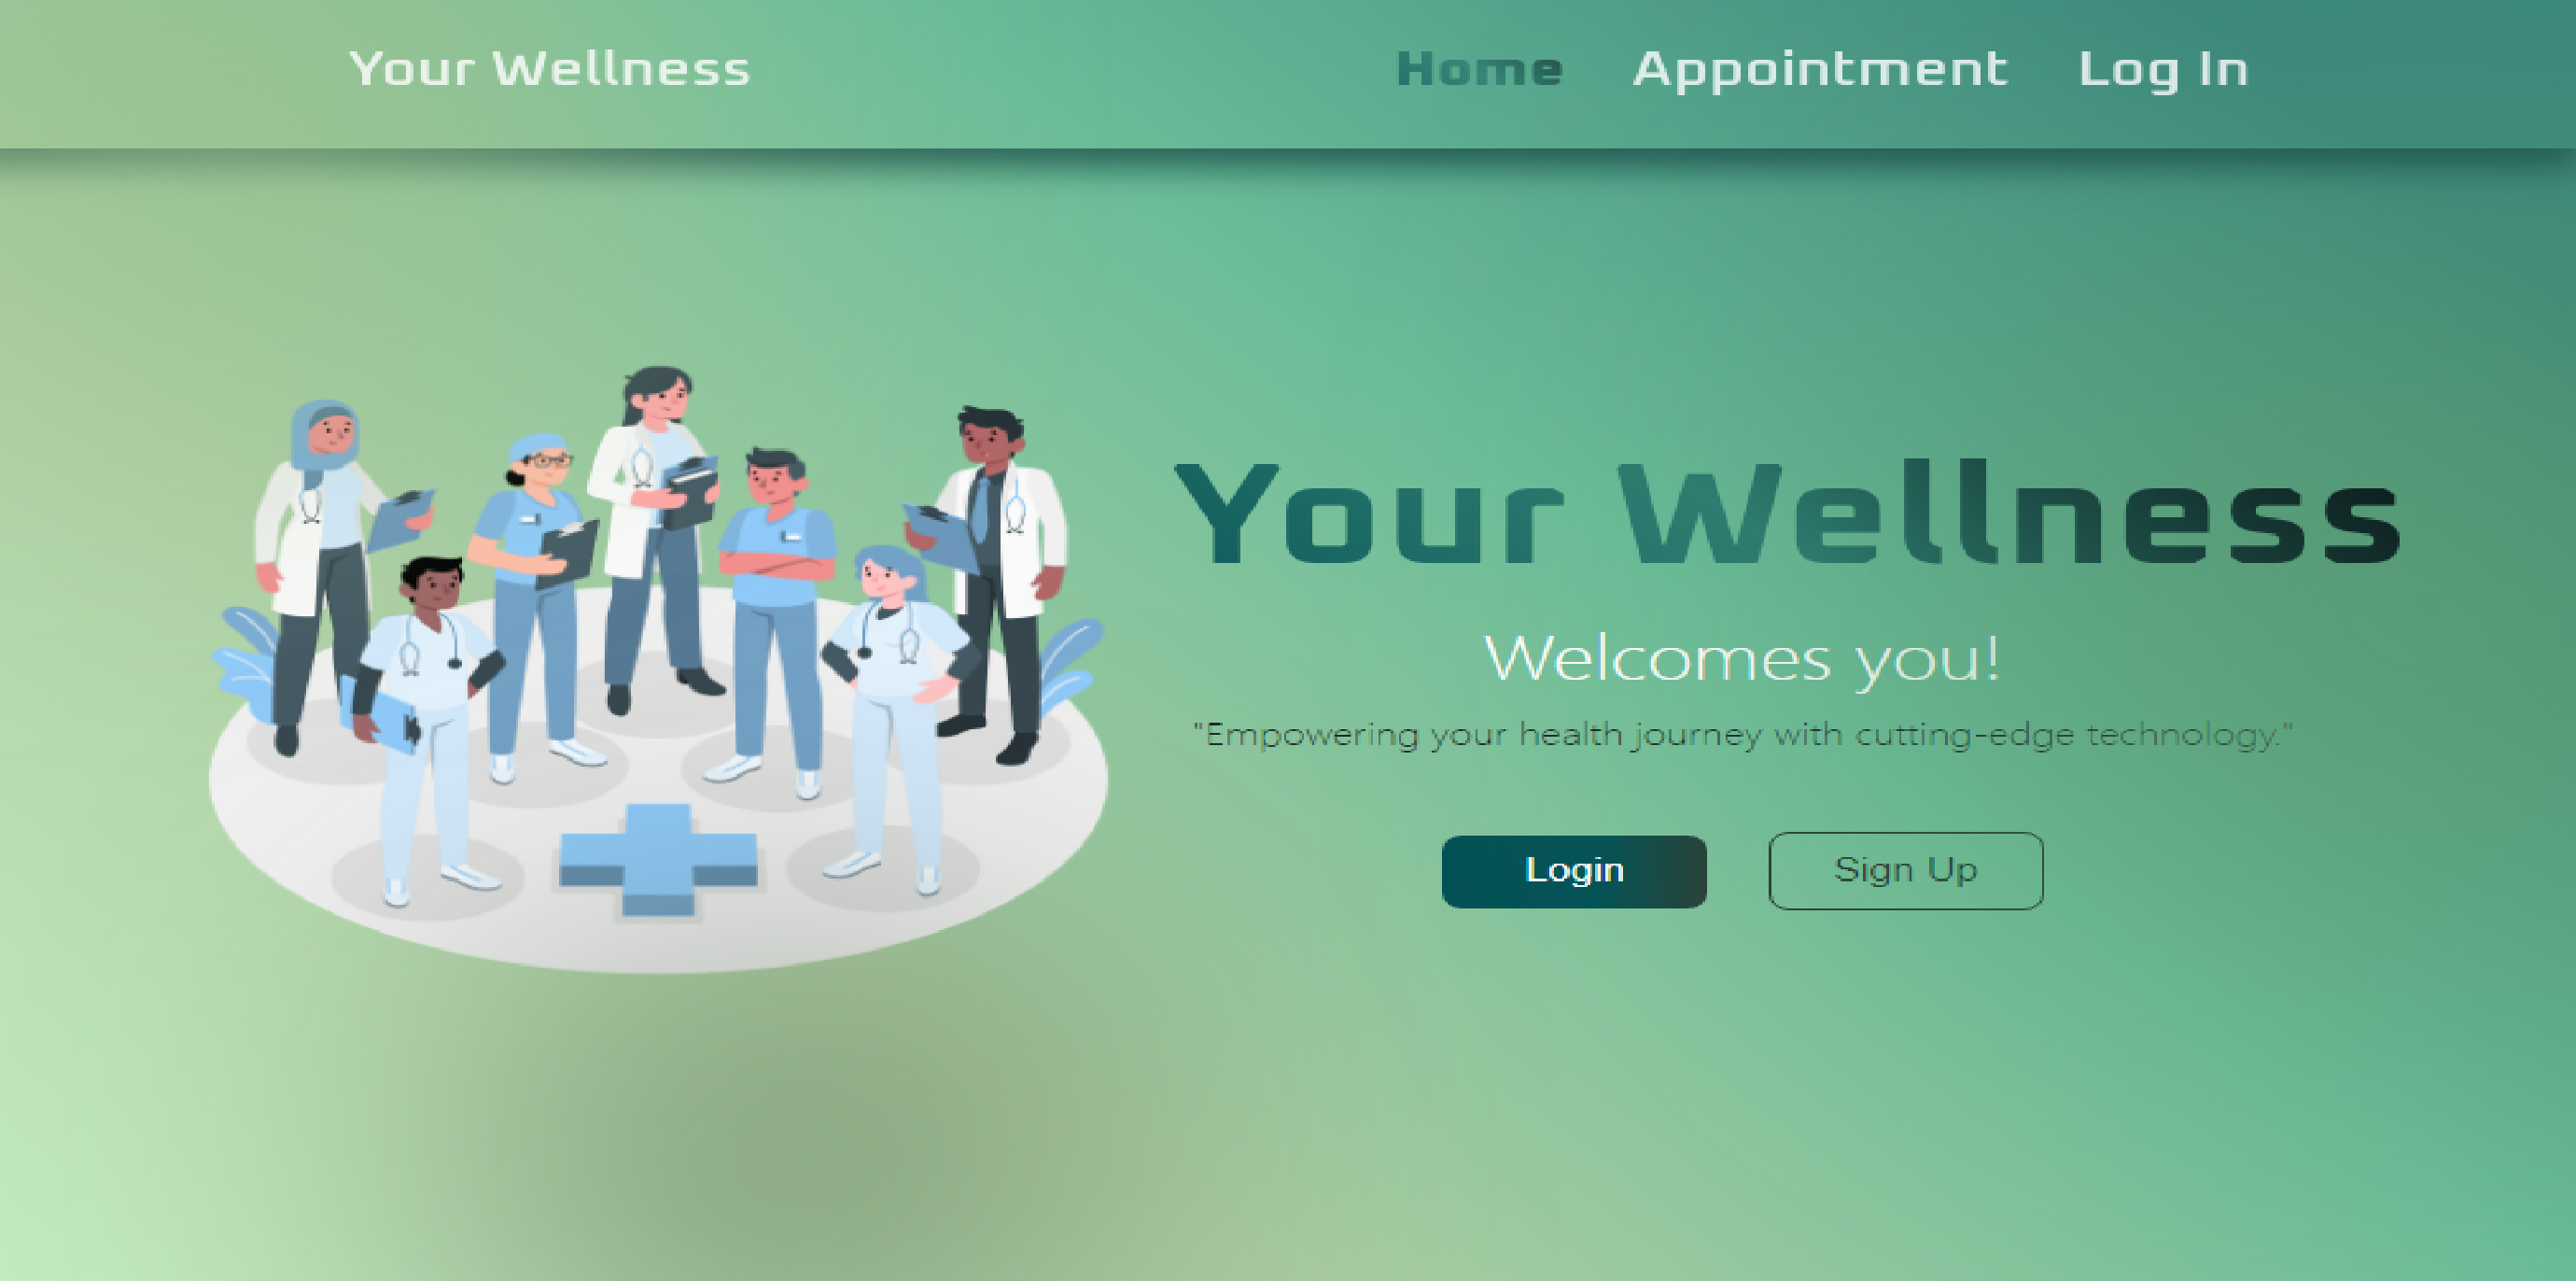 Your Wellness
Home Appointment Log In
Your Wellness
Welcomes you!
"Empowering your health journey with cutting-edge technology."
Login Sign Up